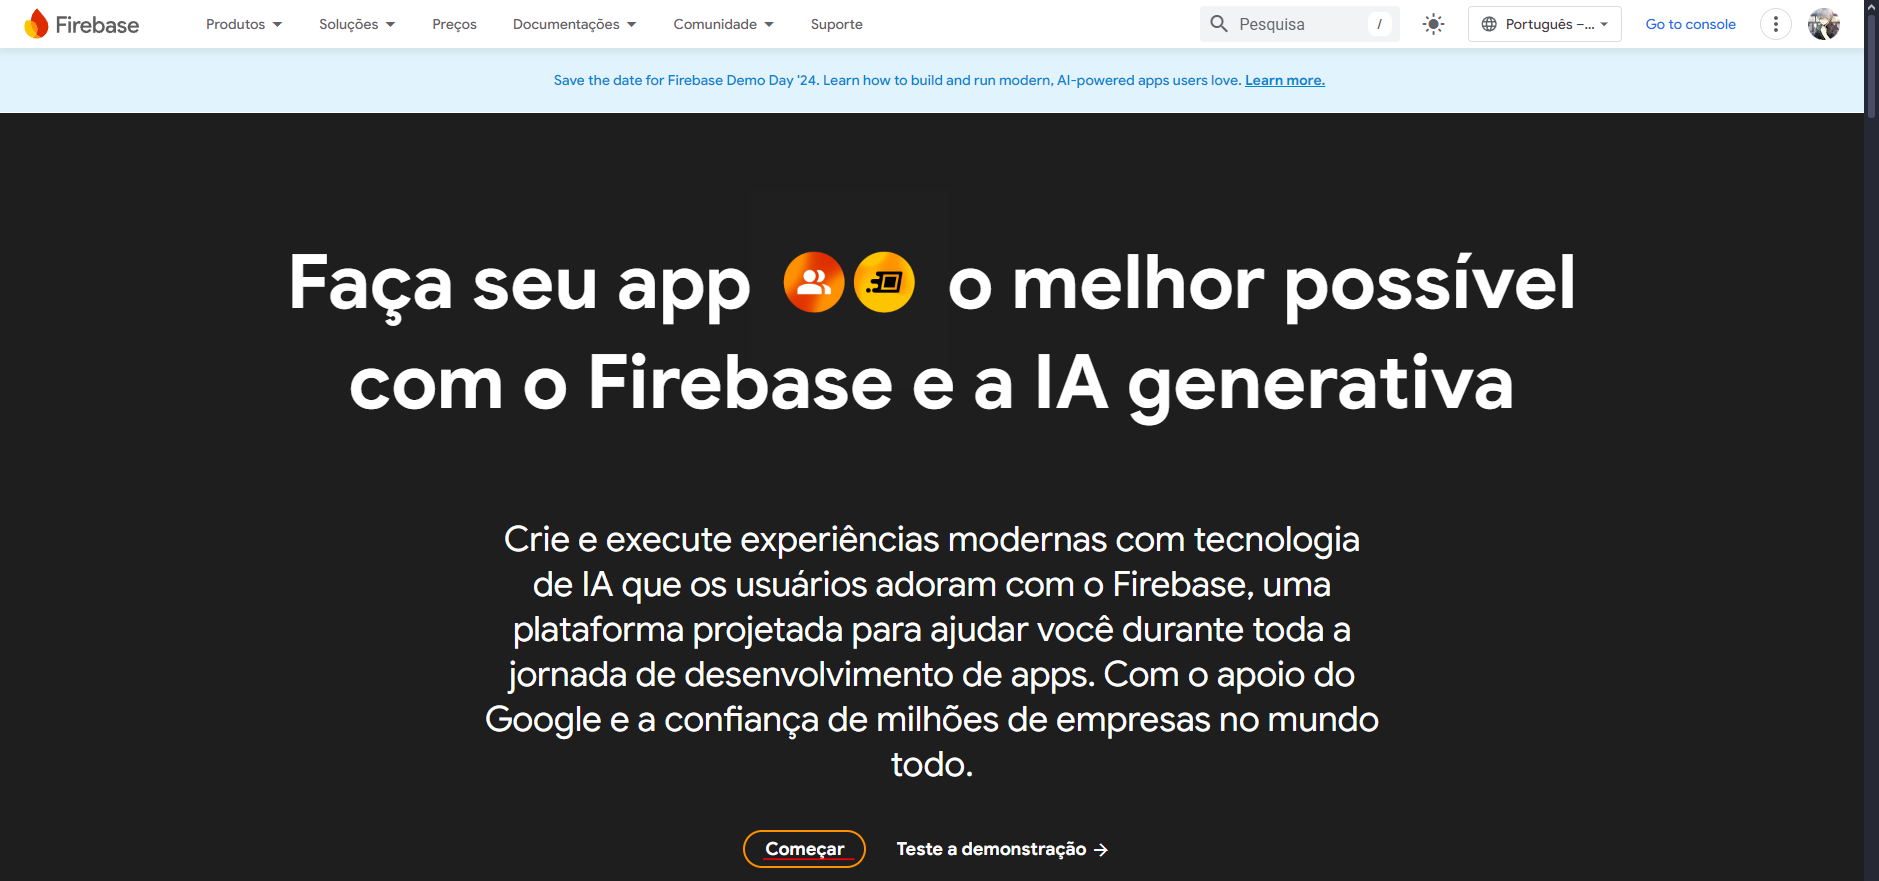 Firebase
Produtos
Soluções
Preços
Documentações
Comunidade
Suporte
Pesquisa
/
Português –...
Go to console
Save the date for Firebase Demo Day '24. Learn how to build and run modern, AI-powered apps users love. Learn more.
Faça seu app o melhor possível
com o Firebase e a IA generativa
Crie e execute experiências modernas com tecnologia
de IA que os usuários adoram com o Firebase, uma
plataforma projetada para ajudar você durante toda a
jornada de desenvolvimento de apps. Com o apoio do
Google e a confiança de milhões de empresas no mundo
todo.
Começar
Teste a demonstração →